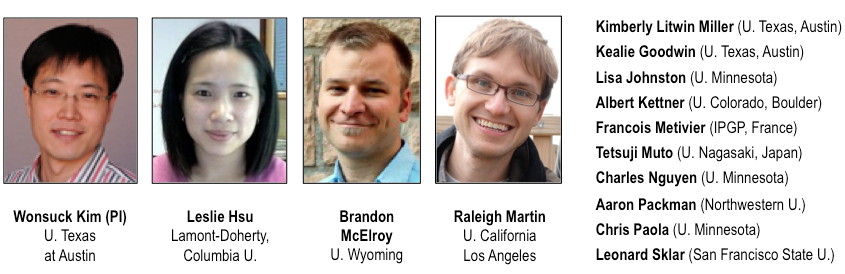 Wonsuck Kim (PI)
U. Texas
at Austin
Leslie Hsu
Lamont-Doherty,
Columbia U.
Brandon
McElroy
U. Wyoming
Raleigh Martin
U. California
Los Angeles
Kimberly Litwin Miller (U. Texas, Austin)
Kealie Goodwin (U. Texas, Austin)
Lisa Johnston (U. Minnesota)
Albert Kettner (U. Colorado, Boulder)
Francois Metivier (IPGP, France)
Tetsuji Muto (U. Nagasaki, Japan)
Charles Nguyen (U. Minnesota)
Aaron Packman (Northwestern U.)
Chris Paola (U. Minnesota)
Leonard Sklar (San Francisco State U.)